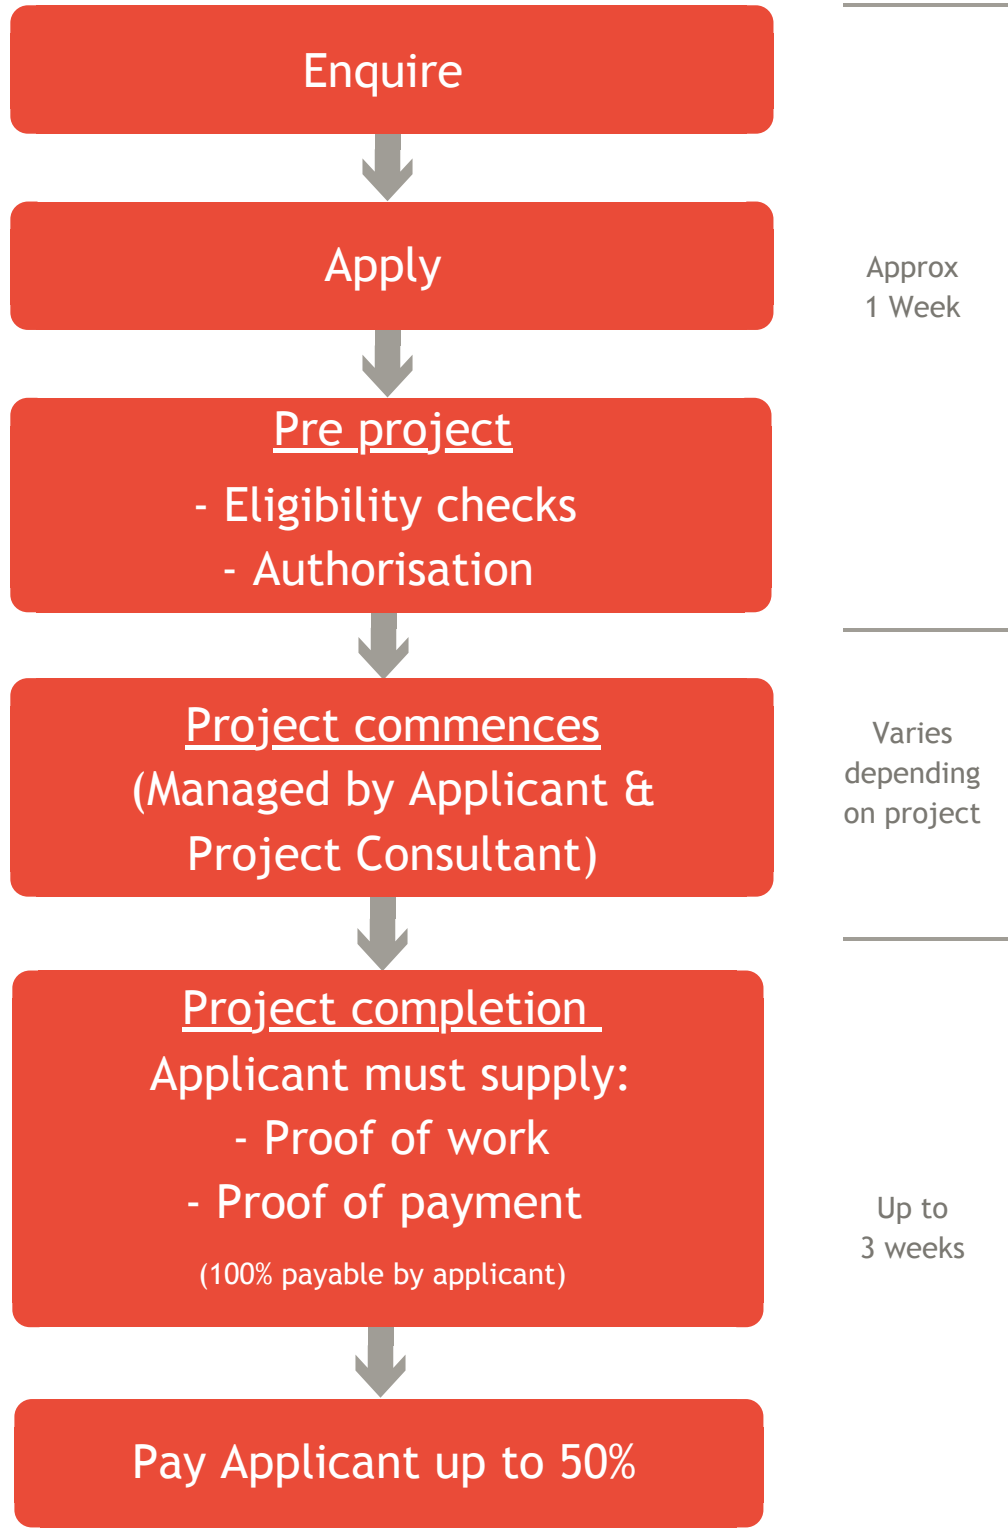 Enquire
Apply
Approx
1 Week
Pre project
- Eligibility checks
- Authorisation
Project commences
(Managed by Applicant &
Project Consultant)
Varies
depending
on project
Project completion
Applicant must supply:
- Proof of work
- Proof of payment
(100% payable by applicant)
Up to
3 weeks
Pay Applicant up to 50%